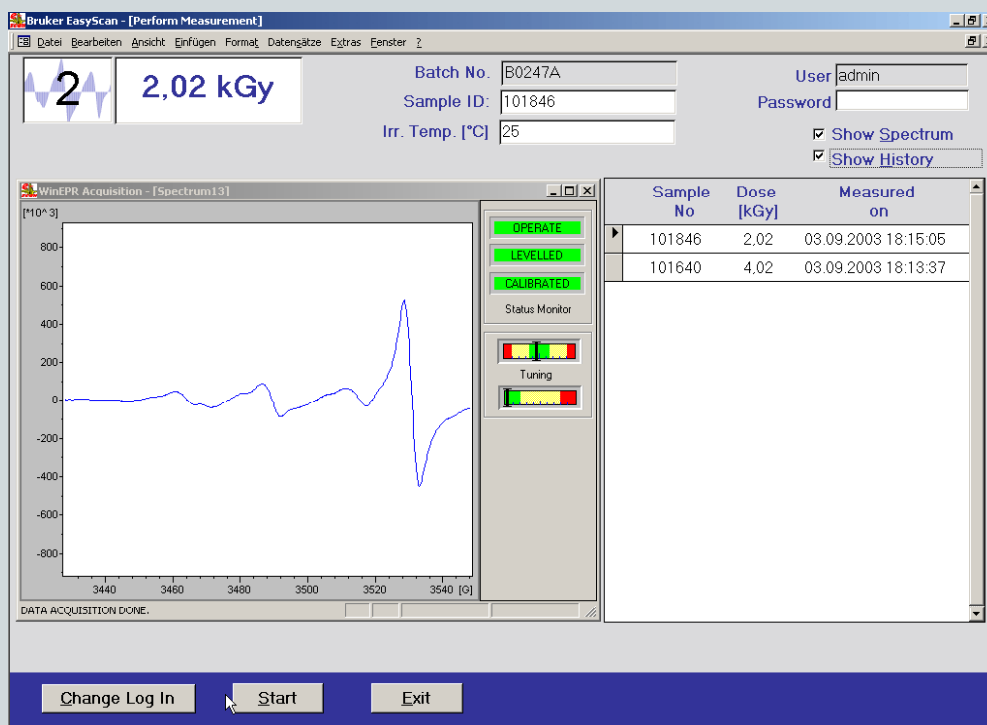 Bruker EasyScan - [Perform Measurement]
Datei Bearbeiten Ansicht Einfügen Format Datensätze Extras Fenster ?
2
2,02 kGy
Batch No. B0247A
Sample ID: 101846
Irr. Temp. [°C] 25
User admin
Password
Show Spectrum
Show History
WinEPR Acquisition - [Spectrum13]
[*10^3]
800
600
400
200
0
-200
-400
-600
-800
3440 3460 3480 3500 3520 3540 [G]
DATA ACQUISITION DONE.
OPERATE
LEVELLED
CALIBRATED
Status Monitor
Tuning
Sample Dose Measured
No [kGy] on
101846 2,02 03.09.2003 18:15:05
101640 4,02 03.09.2003 18:13:37
Change Log In Start Exit